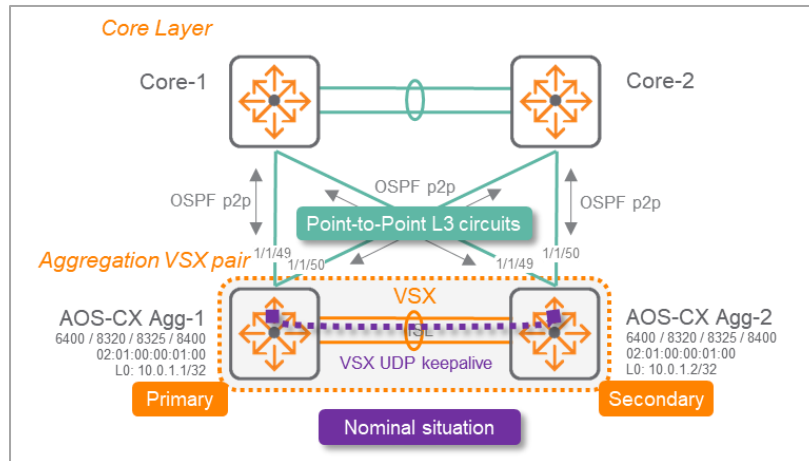 Core Layer
Core-1
Core-2
OSPF p2p
OSPF p2p
OSPF p2p
Point-to-Point L3 circuits
1/1/49
1/1/50
1/1/49
1/1/50
Aggregation VSX pair
VSX
AOS-CX Agg-1
6400 / 8320 / 8325 / 8400
02:01:00:00:01:00
L0: 10.0.1.1/32
ISL
VSX UDP keepalive
AOS-CX Agg-2
6400 / 8320 / 8325 / 8400
02:01:00:00:01:00
L0: 10.0.1.2/32
Primary
Secondary
Nominal situation